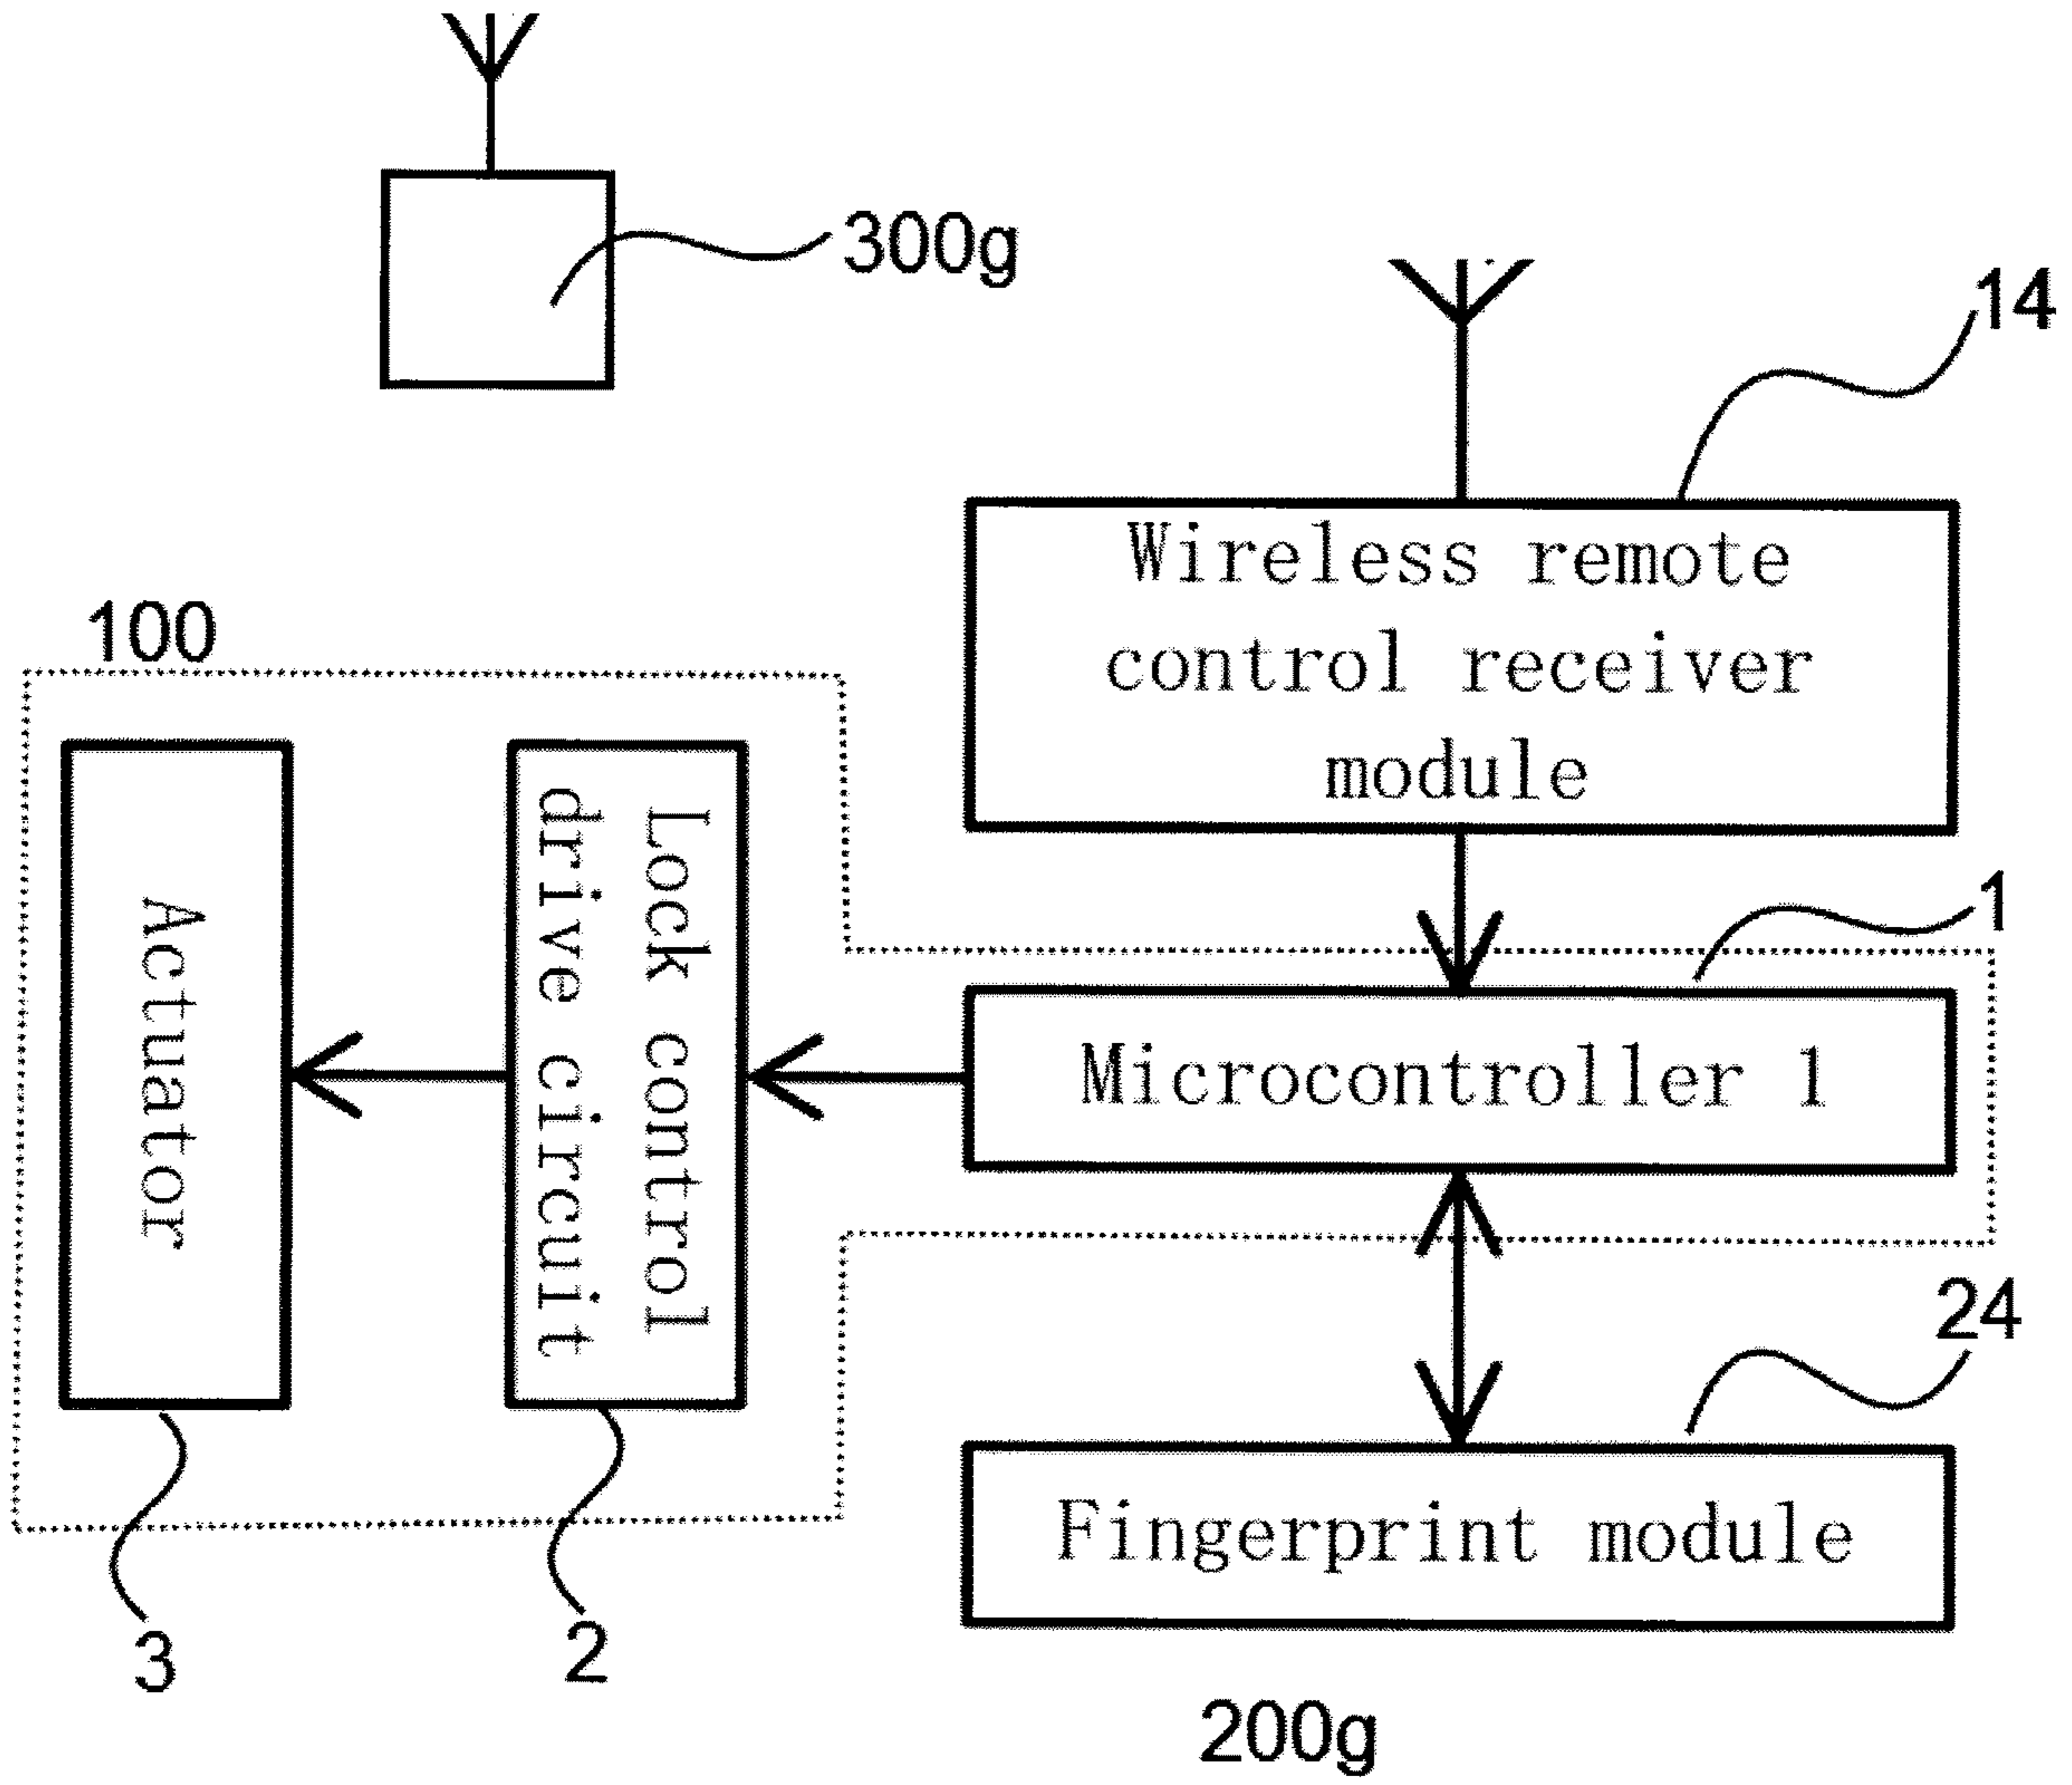 300g
14
Wireless remote
control receiver
module
100
1
Microcontroller 1
Lock control
drive circuit
Actuator
24
Fingerprint module
3
2
200g